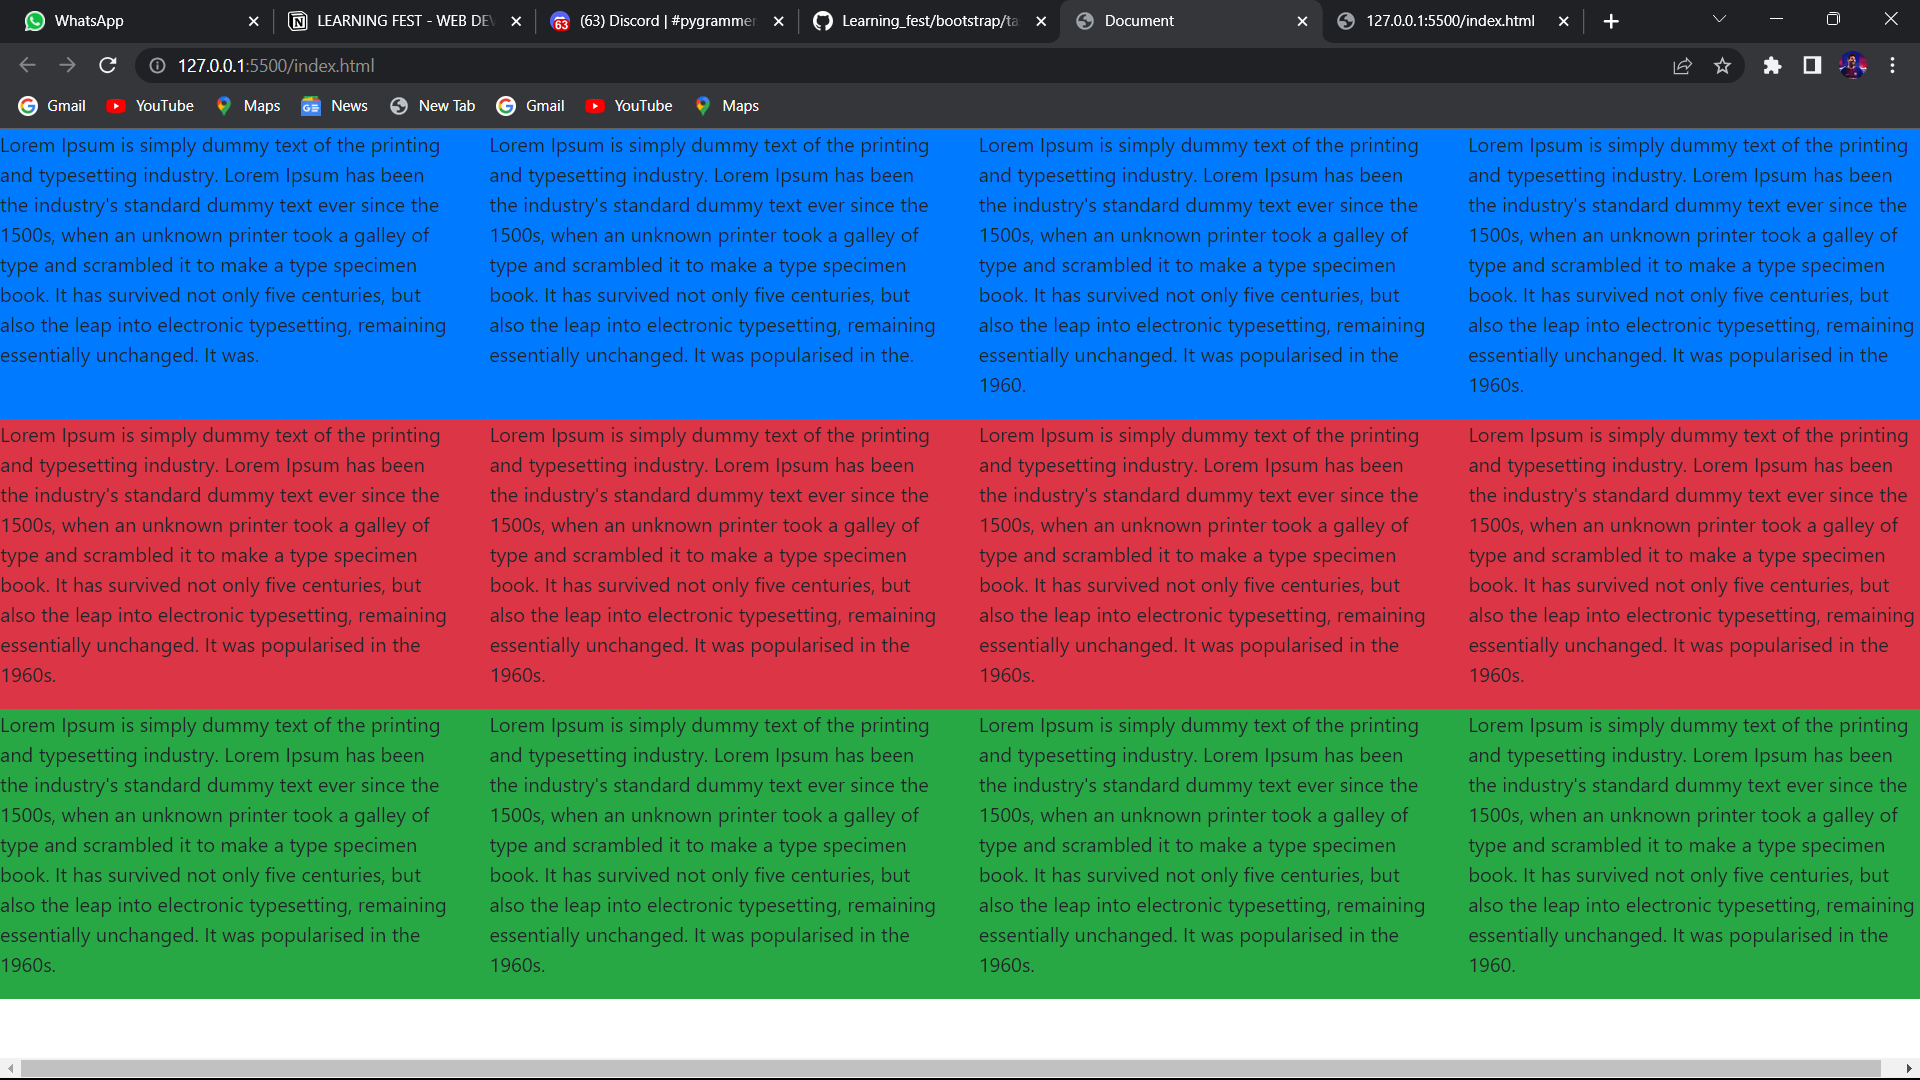 WhatsApp
LEARNING FEST - WEB DEV
(63) Discord | #pygrammer
Learning_fest/bootstrap/ta
Document
127.0.0.1:5500/index.html
127.0.0.1:5500/index.html
Gmail
YouTube
Maps
News
New Tab
Gmail
YouTube
Maps
Lorem Ipsum is simply dummy text of the printing
and typesetting industry. Lorem Ipsum has been
the industry's standard dummy text ever since the
1500s, when an unknown printer took a galley of
type and scrambled it to make a type specimen
book. It has survived not only five centuries, but
also the leap into electronic typesetting, remaining
essentially unchanged. It was.
Lorem Ipsum is simply dummy text of the printing
and typesetting industry. Lorem Ipsum has been
the industry's standard dummy text ever since the
1500s, when an unknown printer took a galley of
type and scrambled it to make a type specimen
book. It has survived not only five centuries, but
also the leap into electronic typesetting, remaining
essentially unchanged. It was popularised in the.
Lorem Ipsum is simply dummy text of the printing
and typesetting industry. Lorem Ipsum has been
the industry's standard dummy text ever since the
1500s, when an unknown printer took a galley of
type and scrambled it to make a type specimen
book. It has survived not only five centuries, but
also the leap into electronic typesetting, remaining
essentially unchanged. It was popularised in the
1960.
Lorem Ipsum is simply dummy text of the printing
and typesetting industry. Lorem Ipsum has been
the industry's standard dummy text ever since the
1500s, when an unknown printer took a galley of
type and scrambled it to make a type specimen
book. It has survived not only five centuries, but
also the leap into electronic typesetting, remaining
essentially unchanged. It was popularised in the
1960s.
Lorem Ipsum is simply dummy text of the printing
and typesetting industry. Lorem Ipsum has been
the industry's standard dummy text ever since the
1500s, when an unknown printer took a galley of
type and scrambled it to make a type specimen
book. It has survived not only five centuries, but
also the leap into electronic typesetting, remaining
essentially unchanged. It was popularised in the
1960s.
Lorem Ipsum is simply dummy text of the printing
and typesetting industry. Lorem Ipsum has been
the industry's standard dummy text ever since the
1500s, when an unknown printer took a galley of
type and scrambled it to make a type specimen
book. It has survived not only five centuries, but
also the leap into electronic typesetting, remaining
essentially unchanged. It was popularised in the
1960s.
Lorem Ipsum is simply dummy text of the printing
and typesetting industry. Lorem Ipsum has been
the industry's standard dummy text ever since the
1500s, when an unknown printer took a galley of
type and scrambled it to make a type specimen
book. It has survived not only five centuries, but
also the leap into electronic typesetting, remaining
essentially unchanged. It was popularised in the
1960s.
Lorem Ipsum is simply dummy text of the printing
and typesetting industry. Lorem Ipsum has been
the industry's standard dummy text ever since the
1500s, when an unknown printer took a galley of
type and scrambled it to make a type specimen
book. It has survived not only five centuries, but
also the leap into electronic typesetting, remaining
essentially unchanged. It was popularised in the
1960s.
Lorem Ipsum is simply dummy text of the printing
and typesetting industry. Lorem Ipsum has been
the industry's standard dummy text ever since the
1500s, when an unknown printer took a galley of
type and scrambled it to make a type specimen
book. It has survived not only five centuries, but
also the leap into electronic typesetting, remaining
essentially unchanged. It was popularised in the
1960s.
Lorem Ipsum is simply dummy text of the printing
and typesetting industry. Lorem Ipsum has been
the industry's standard dummy text ever since the
1500s, when an unknown printer took a galley of
type and scrambled it to make a type specimen
book. It has survived not only five centuries, but
also the leap into electronic typesetting, remaining
essentially unchanged. It was popularised in the
1960s.
Lorem Ipsum is simply dummy text of the printing
and typesetting industry. Lorem Ipsum has been
the industry's standard dummy text ever since the
1500s, when an unknown printer took a galley of
type and scrambled it to make a type specimen
book. It has survived not only five centuries, but
also the leap into electronic typesetting, remaining
essentially unchanged. It was popularised in the
1960s.
Lorem Ipsum is simply dummy text of the printing
and typesetting industry. Lorem Ipsum has been
the industry's standard dummy text ever since the
1500s, when an unknown printer took a galley of
type and scrambled it to make a type specimen
book. It has survived not only five centuries, but
also the leap into electronic typesetting, remaining
essentially unchanged. It was popularised in the
1960.